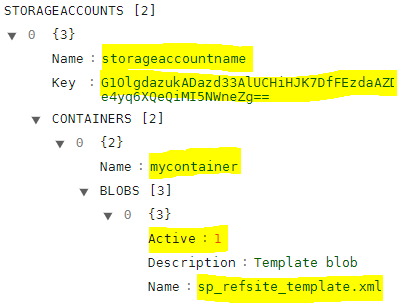 STORAGEACCOUNTS [2]
0 {3}
Name : storageaccountname
Key : G1OlgdazukADazd33AlUCHiHJK7DfFEzdaAZD
e4yq6XQeQiMI5NWneZg==
CONTAINERS [2]
0 {2}
Name : mycontainer
BLOBS [3]
0 {3}
Active : 1
Description : Template blob
Name : sp_refsite_template.xml